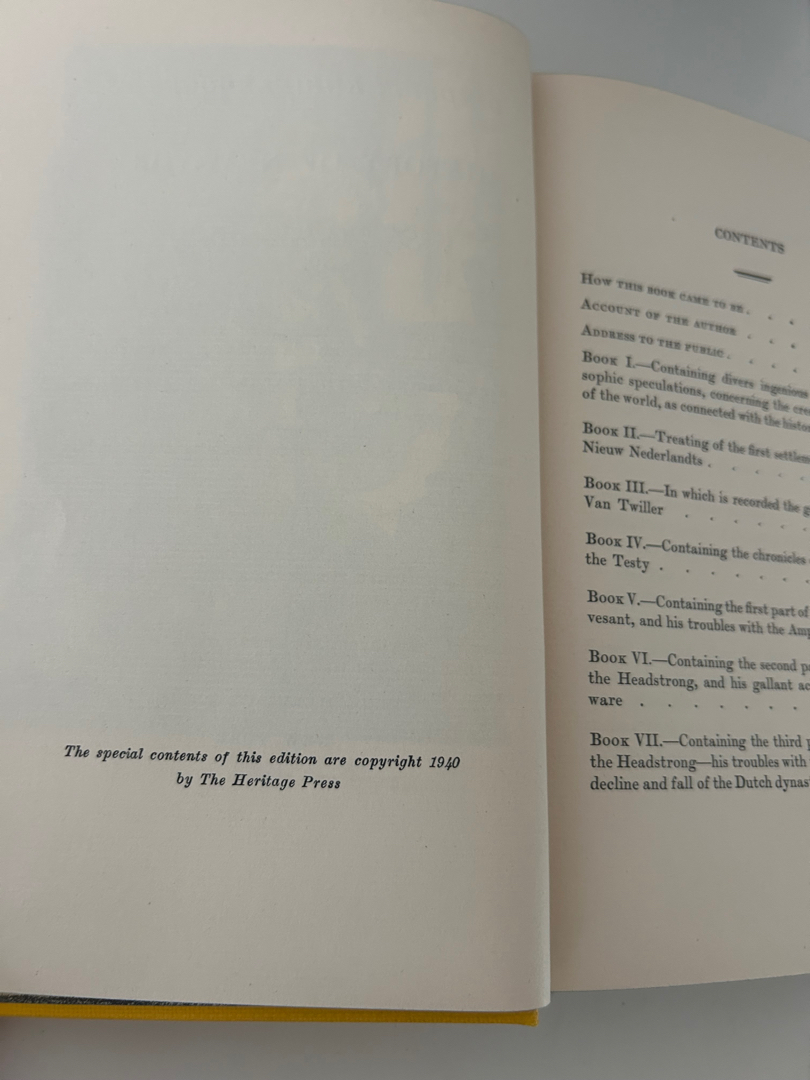 The special contents of this edition are copyright 1940
by The Heritage Press
CONTENTS
HOW THIS BOOK CAME TO BE .
ACCOUNT OF THE AUTHOR .
ADDRESS TO THE PUBLIC .
BOOK I.—Containing divers ingenious
sophic speculations, concerning the
of the world, as connected with the
BOOK II.—Treating of the first
Nieuw Nederlandts .
BOOK III.—In which is recorded the
Van Twiller
BOOK IV.—Containing the chronicles
the Testy .
BOOK V.—Containing the first part of
vesant, and his troubles with the
BOOK VI.—Containing the second
the Headstrong, and his gallant
ware
BOOK VII.—Containing the third
the Headstrong—his troubles with
decline and fall of the Dutch